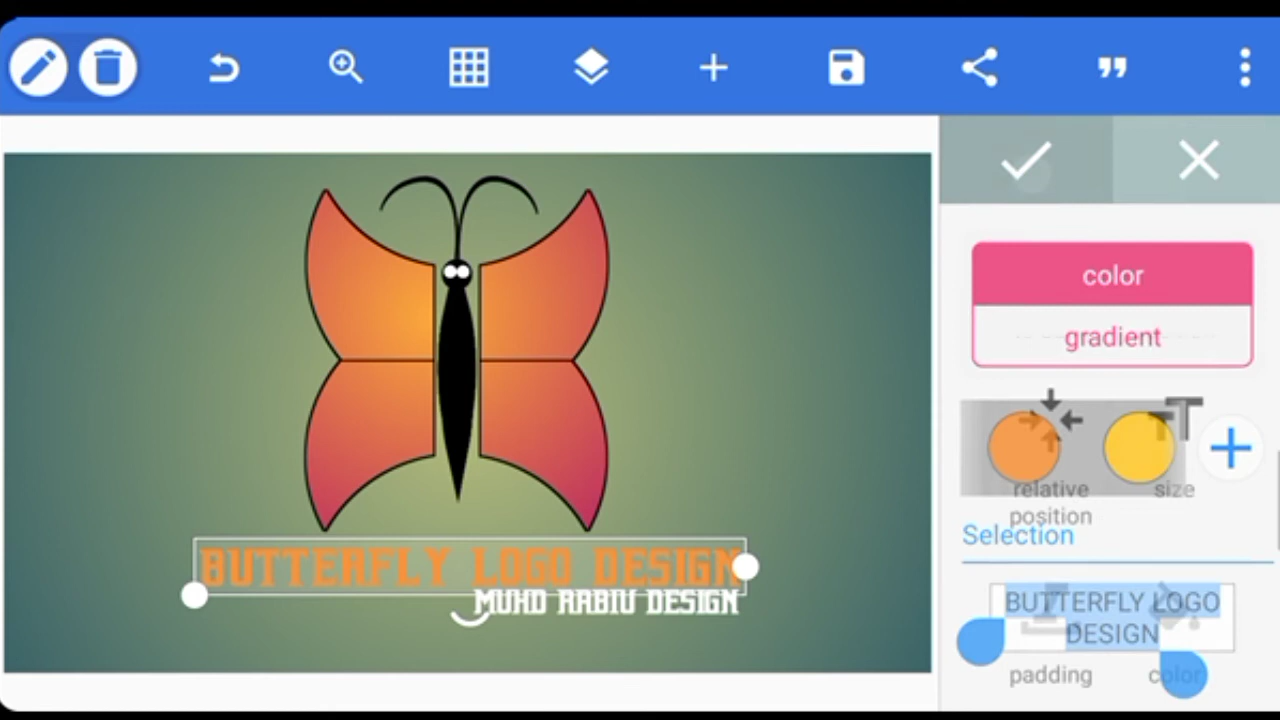 color
gradient
relative
position
size
Selection
BUTTERFLY LOGO
DESIGN
padding
color
BUTTERFLY LOGO DESIGN
MUHD RABIU DESIGN